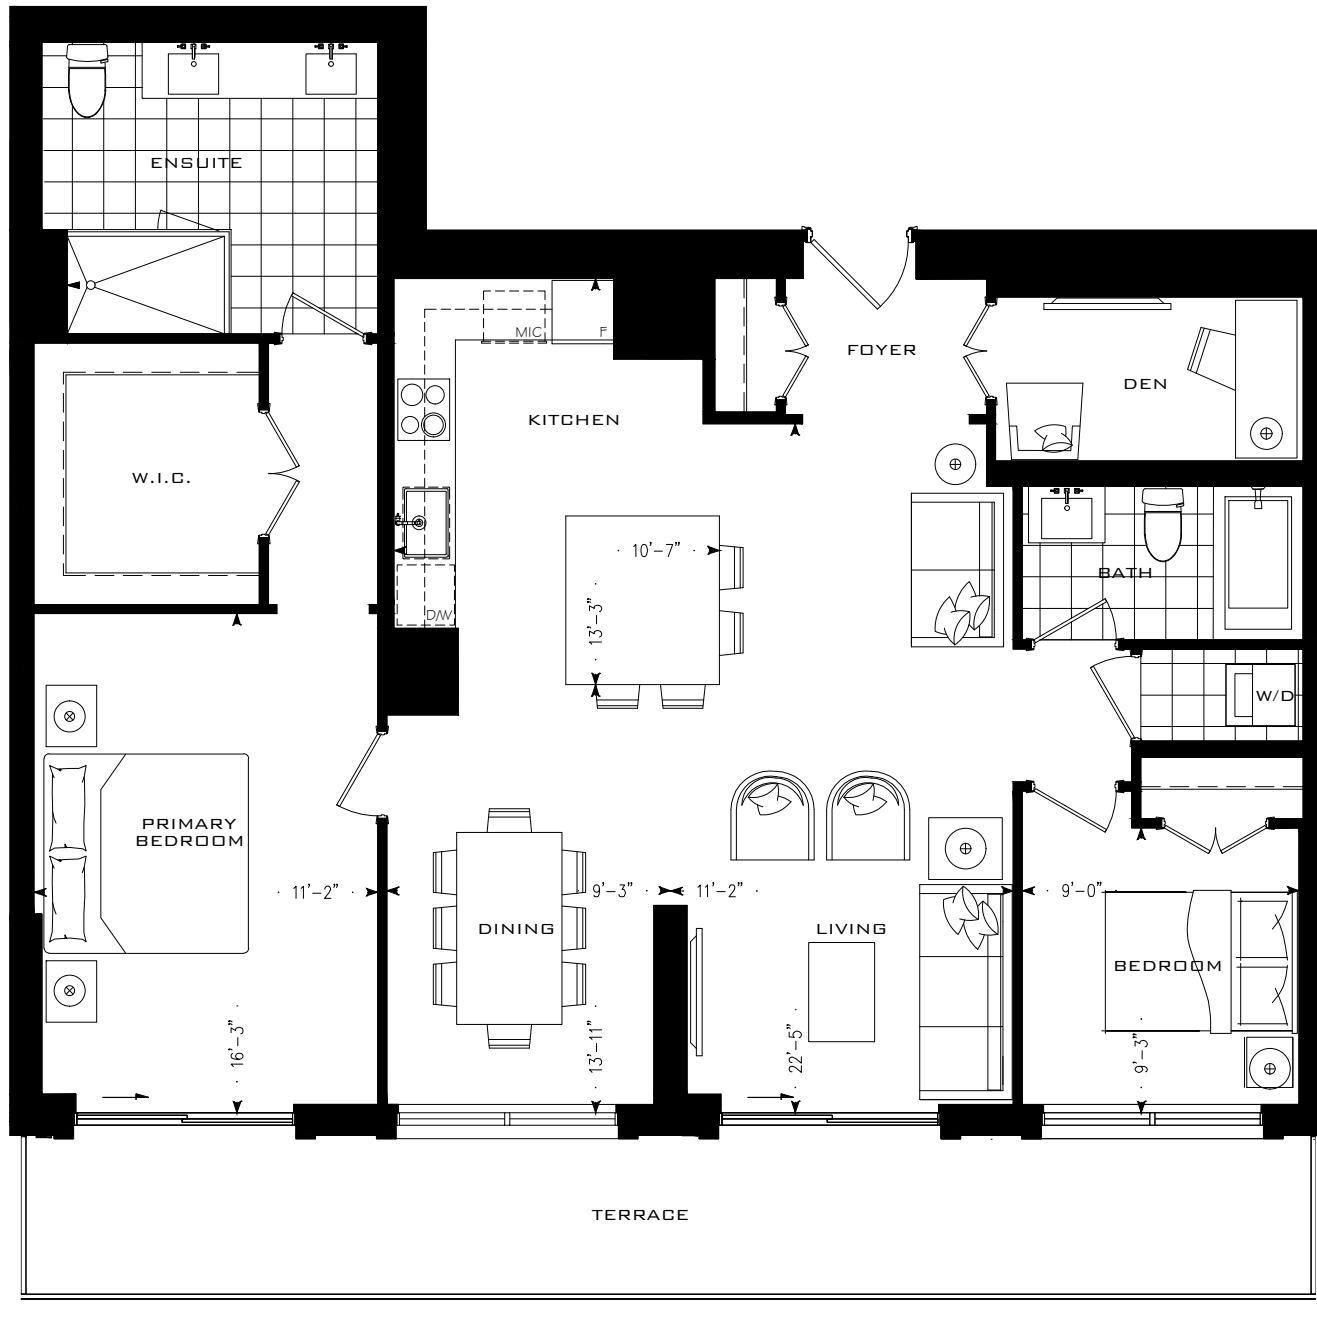 ENSUITE
MIC
F
FOYER
DEN
KITCHEN
W.I.C.
10'-7"
BATH
13'-3"
D/W
W/D
PRIMARY
BEDROOM
11'-2"
9'-3"
11'-2"
9'-0"
DINING
LIVING
BEDROOM
16'-3"
13'-11"
22'-5"
9'-3"
TERRACE